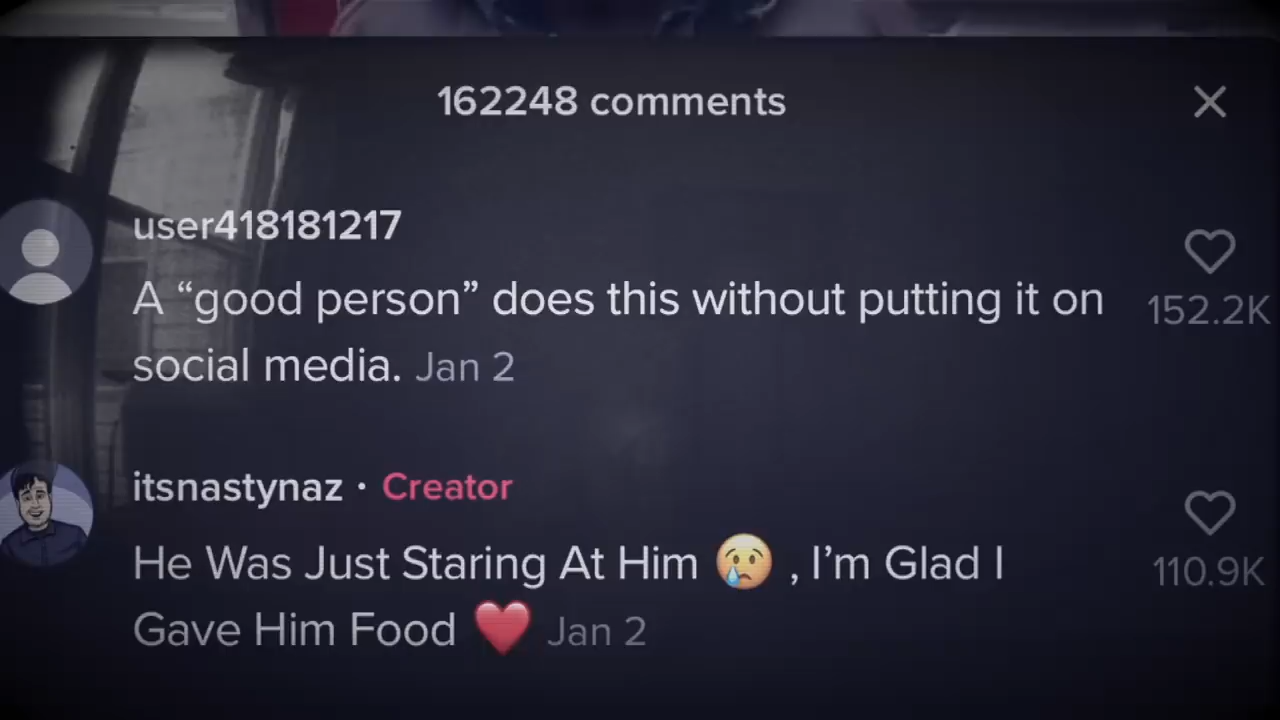 162248 comments
user418181217
A “good person” does this without putting it on
social media. Jan 2
152.2K
itsnastynaz · Creator
He Was Just Staring At Him 😢 , I’m Glad I
Gave Him Food ❤️ Jan 2
110.9K